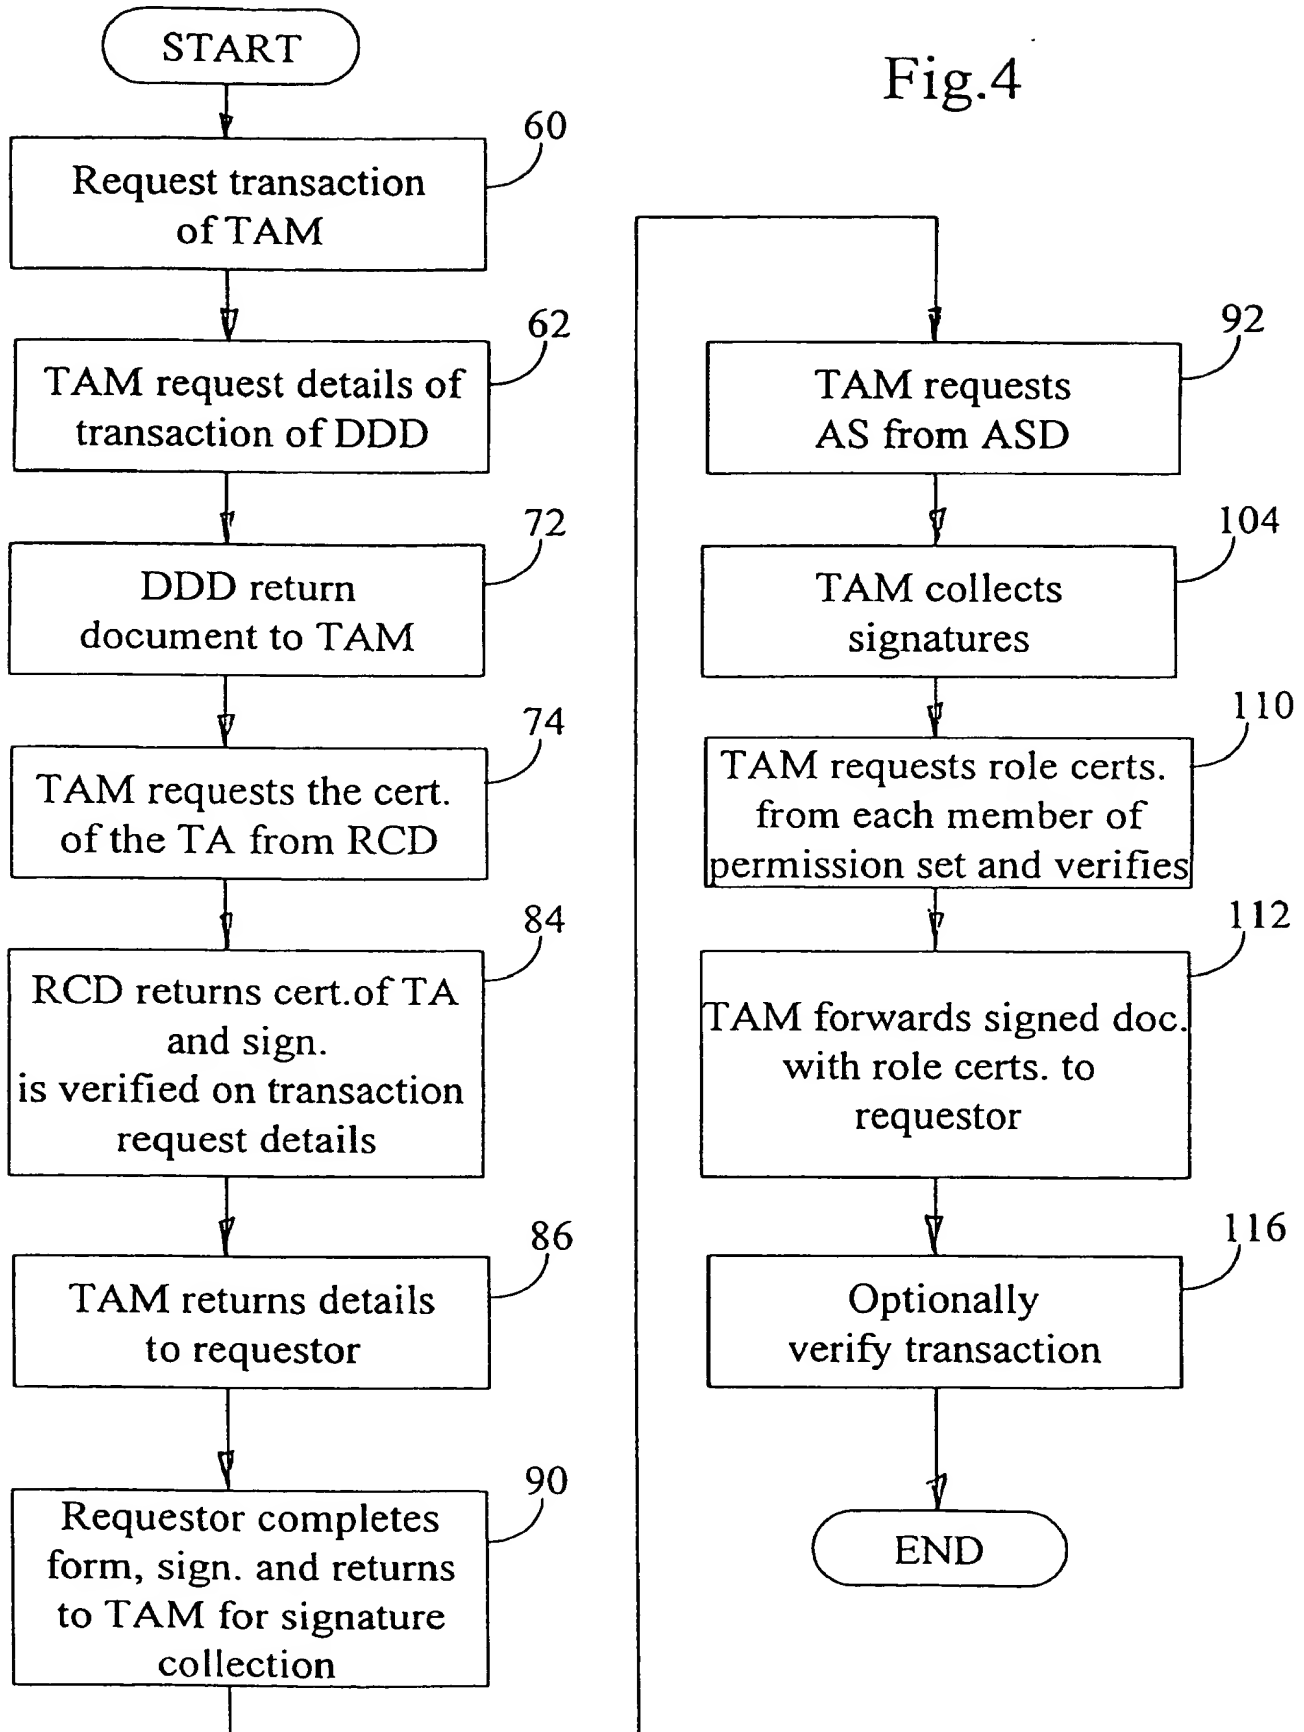 START
Fig.4
60
Request transaction
of TAM
62
TAM request details of
transaction of DDD
72
DDD return
document to TAM
74
TAM requests the cert.
of the TA from RCD
84
RCD returns cert.of TA
and sign.
is verified on transaction
request details
86
TAM returns details
to requestor
90
Requestor completes
form, sign. and returns
to TAM for signature
collection
92
TAM requests
AS from ASD
104
TAM collects
signatures
110
TAM requests role certs.
from each member of
permission set and verifies
112
TAM forwards signed doc.
with role certs. to
requestor
116
Optionally
verify transaction
END